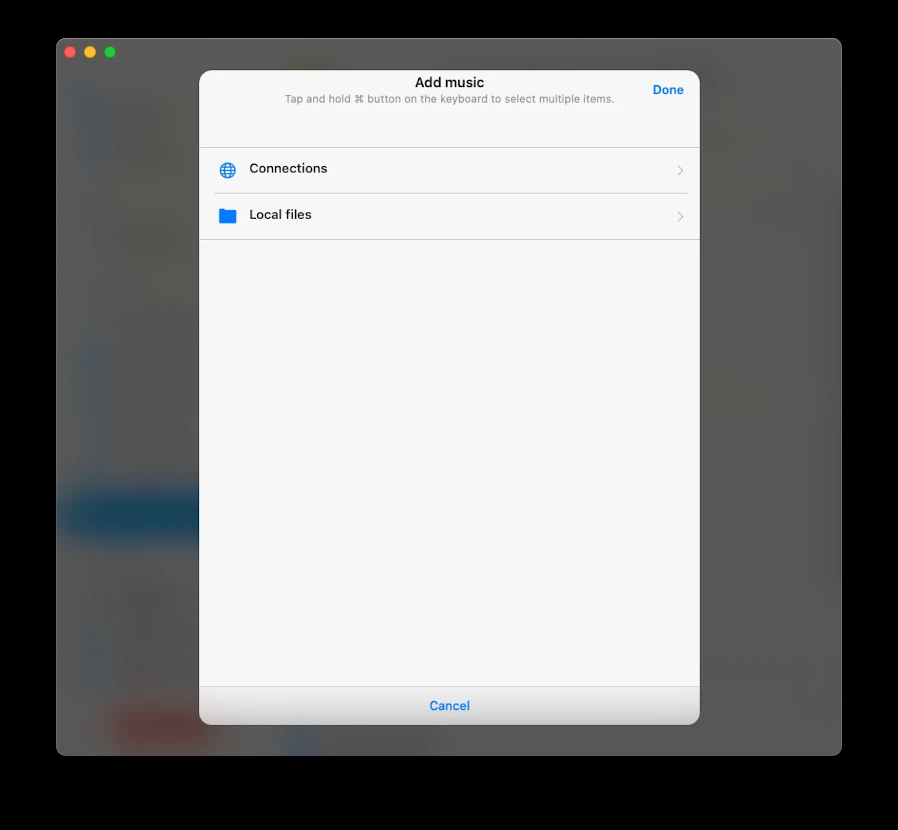 Add music
Tap and hold ⌘ button on the keyboard to select multiple items.
Done
Connections
Local files
Cancel